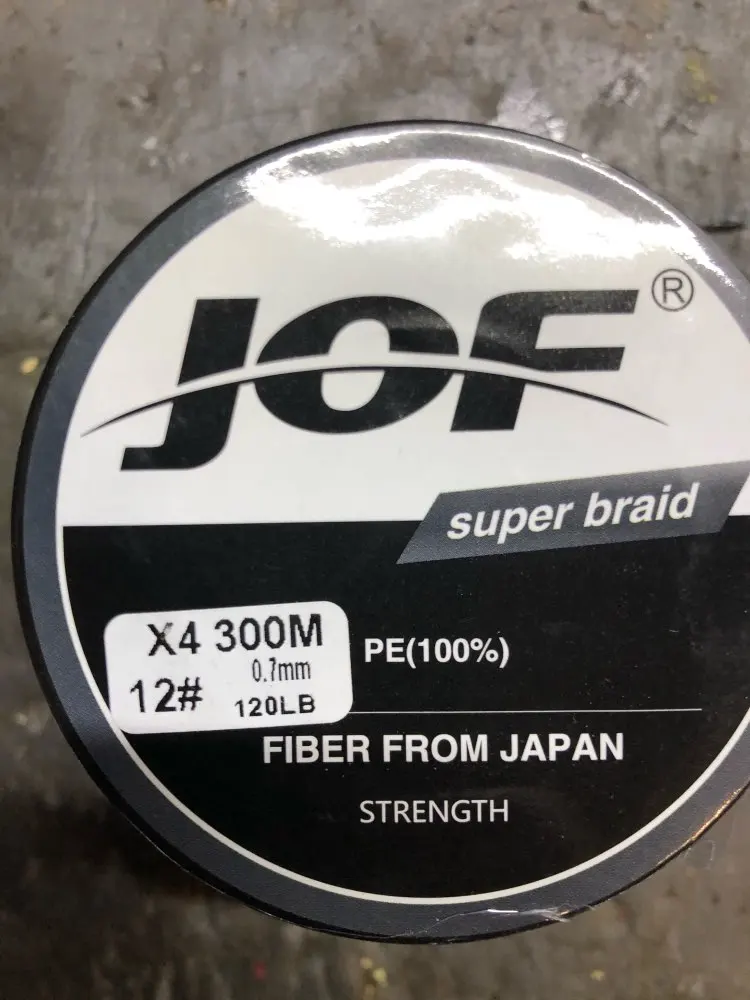 JOF®
super braid
X4 300M
0.7mm
12# 120LB
PE(100%)
FIBER FROM JAPAN
STRENGTH